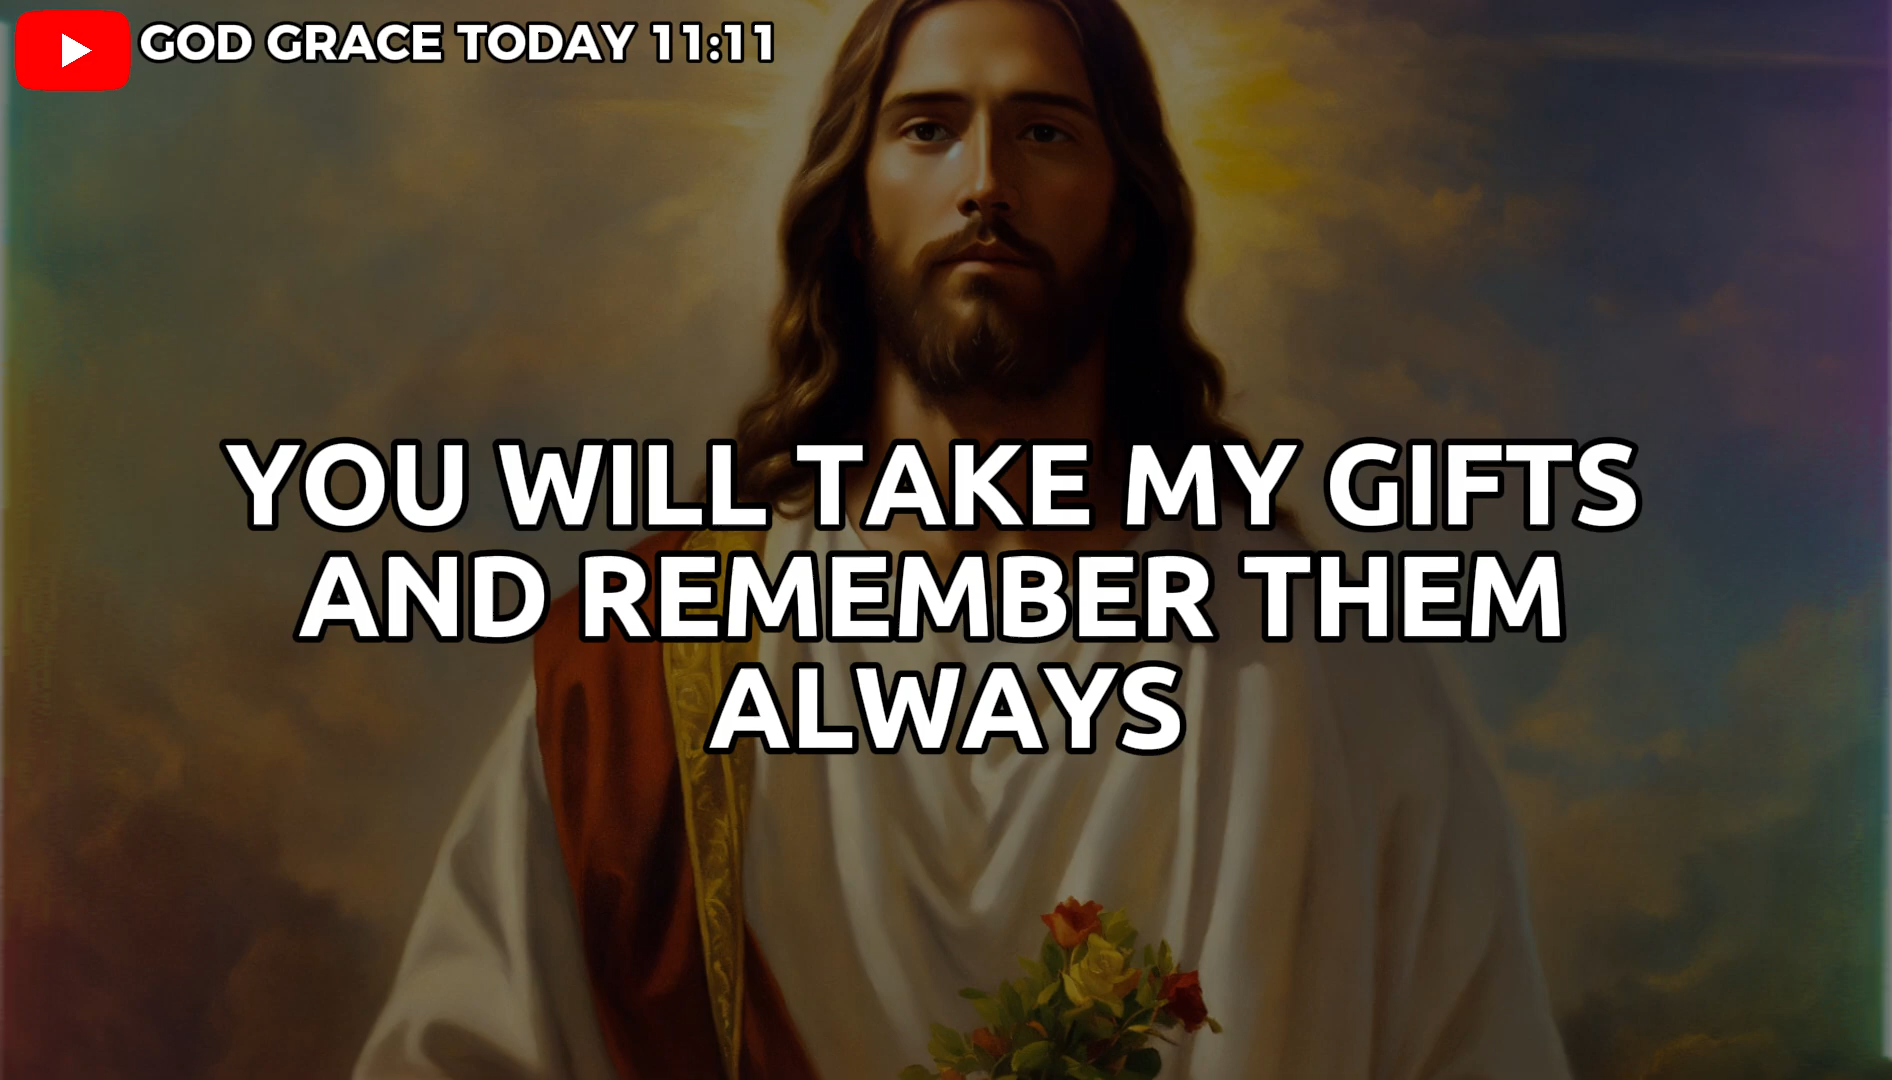 GOD GRACE TODAY 11:11
YOU WILL TAKE MY GIFTS
AND REMEMBER THEM
ALWAYS